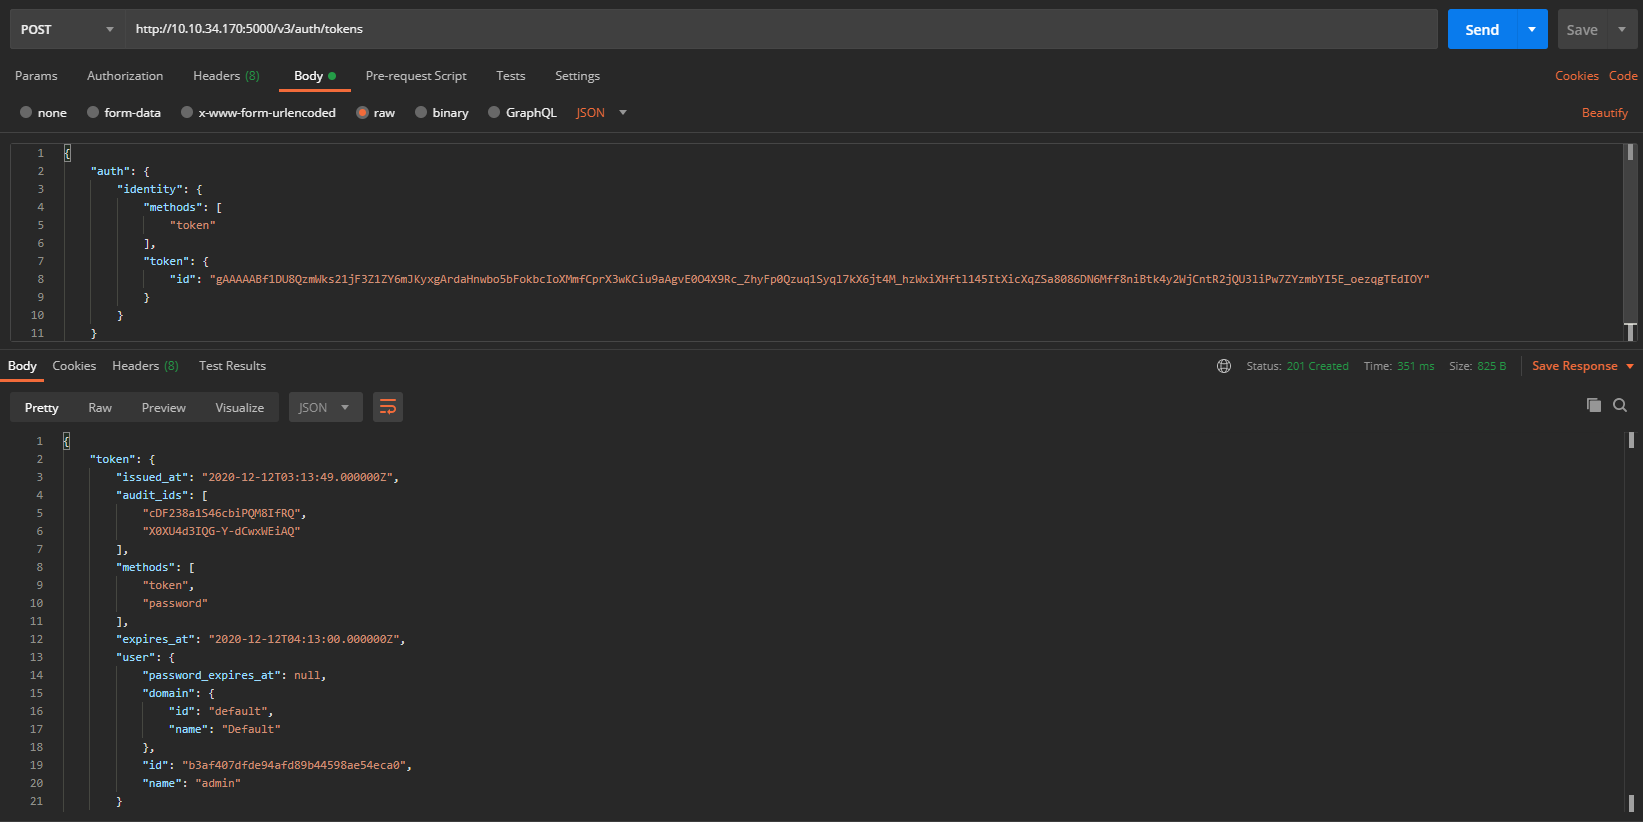 POST http://10.10.34.170:5000/v3/auth/tokens Send Save
Params Authorization Headers (8) Body Pre-request Script Tests Settings Cookies Code
none form-data x-www-form-urlencoded raw binary GraphQL JSON Beautify
1 {
2 "auth": {
3 "identity": {
4 "methods": [
5 "token"
6 ],
7 "token": {
8 "id": "gAAAAABf1DU8QzmWks21jF3Z1ZY6mJKyxgArdaHnwbo5bFokbcIoXMmfCprX3wKCiu9aAgvE0O4X9Rc_ZhyFp0Qzuq1Syql7kX6jt4M_hzWxiXHftl145ItXicXqZSa8086DN6Mff8niBtk4y2WjCntR2jQU3liPw7ZYzmbYI5E_oezqgTEdIOY"
9 }
10 }
11 }
Body Cookies Headers (8) Test Results Status: 201 Created Time: 351 ms Size: 825 B Save Response
Pretty Raw Preview Visualize JSON
1 {
2 "token": {
3 "issued_at": "2020-12-12T03:13:49.000000Z",
4 "audit_ids": [
5 "cDF238a1S46cbiPQM8IfRQ",
6 "X0XU4d3IQG-Y-dCwxWEiAQ"
7 ],
8 "methods": [
9 "token",
10 "password"
11 ],
12 "expires_at": "2020-12-12T04:13:00.000000Z",
13 "user": {
14 "password_expires_at": null,
15 "domain": {
16 "id": "default",
17 "name": "Default"
18 },
19 "id": "b3af407dfde94afd89b44598ae54eca0",
20 "name": "admin"
21 }